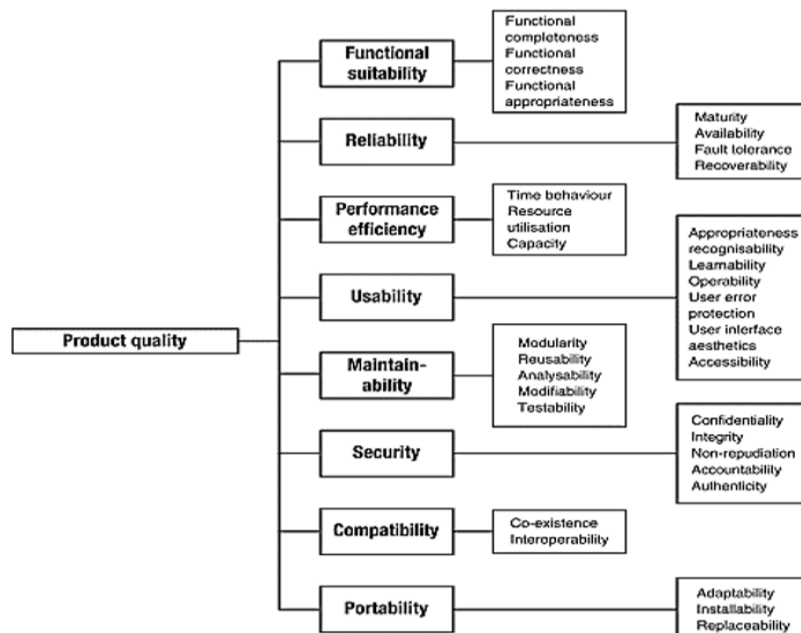 Product quality
Functional
suitability
Functional
completeness
Functional
correctness
Functional
appropriateness
Reliability
Maturity
Availability
Fault tolerance
Recoverability
Performance
efficiency
Time behaviour
Resource
utilisation
Capacity
Usability
Appropriateness
recognisability
Learnability
Operability
User error
protection
User interface
aesthetics
Accessibility
Maintain-
ability
Modularity
Reusability
Analysability
Modifiability
Testability
Security
Confidentiality
Integrity
Non-repudiation
Accountability
Authenticity
Compatibility
Co-existence
Interoperability
Portability
Adaptability
Installability
Replaceability